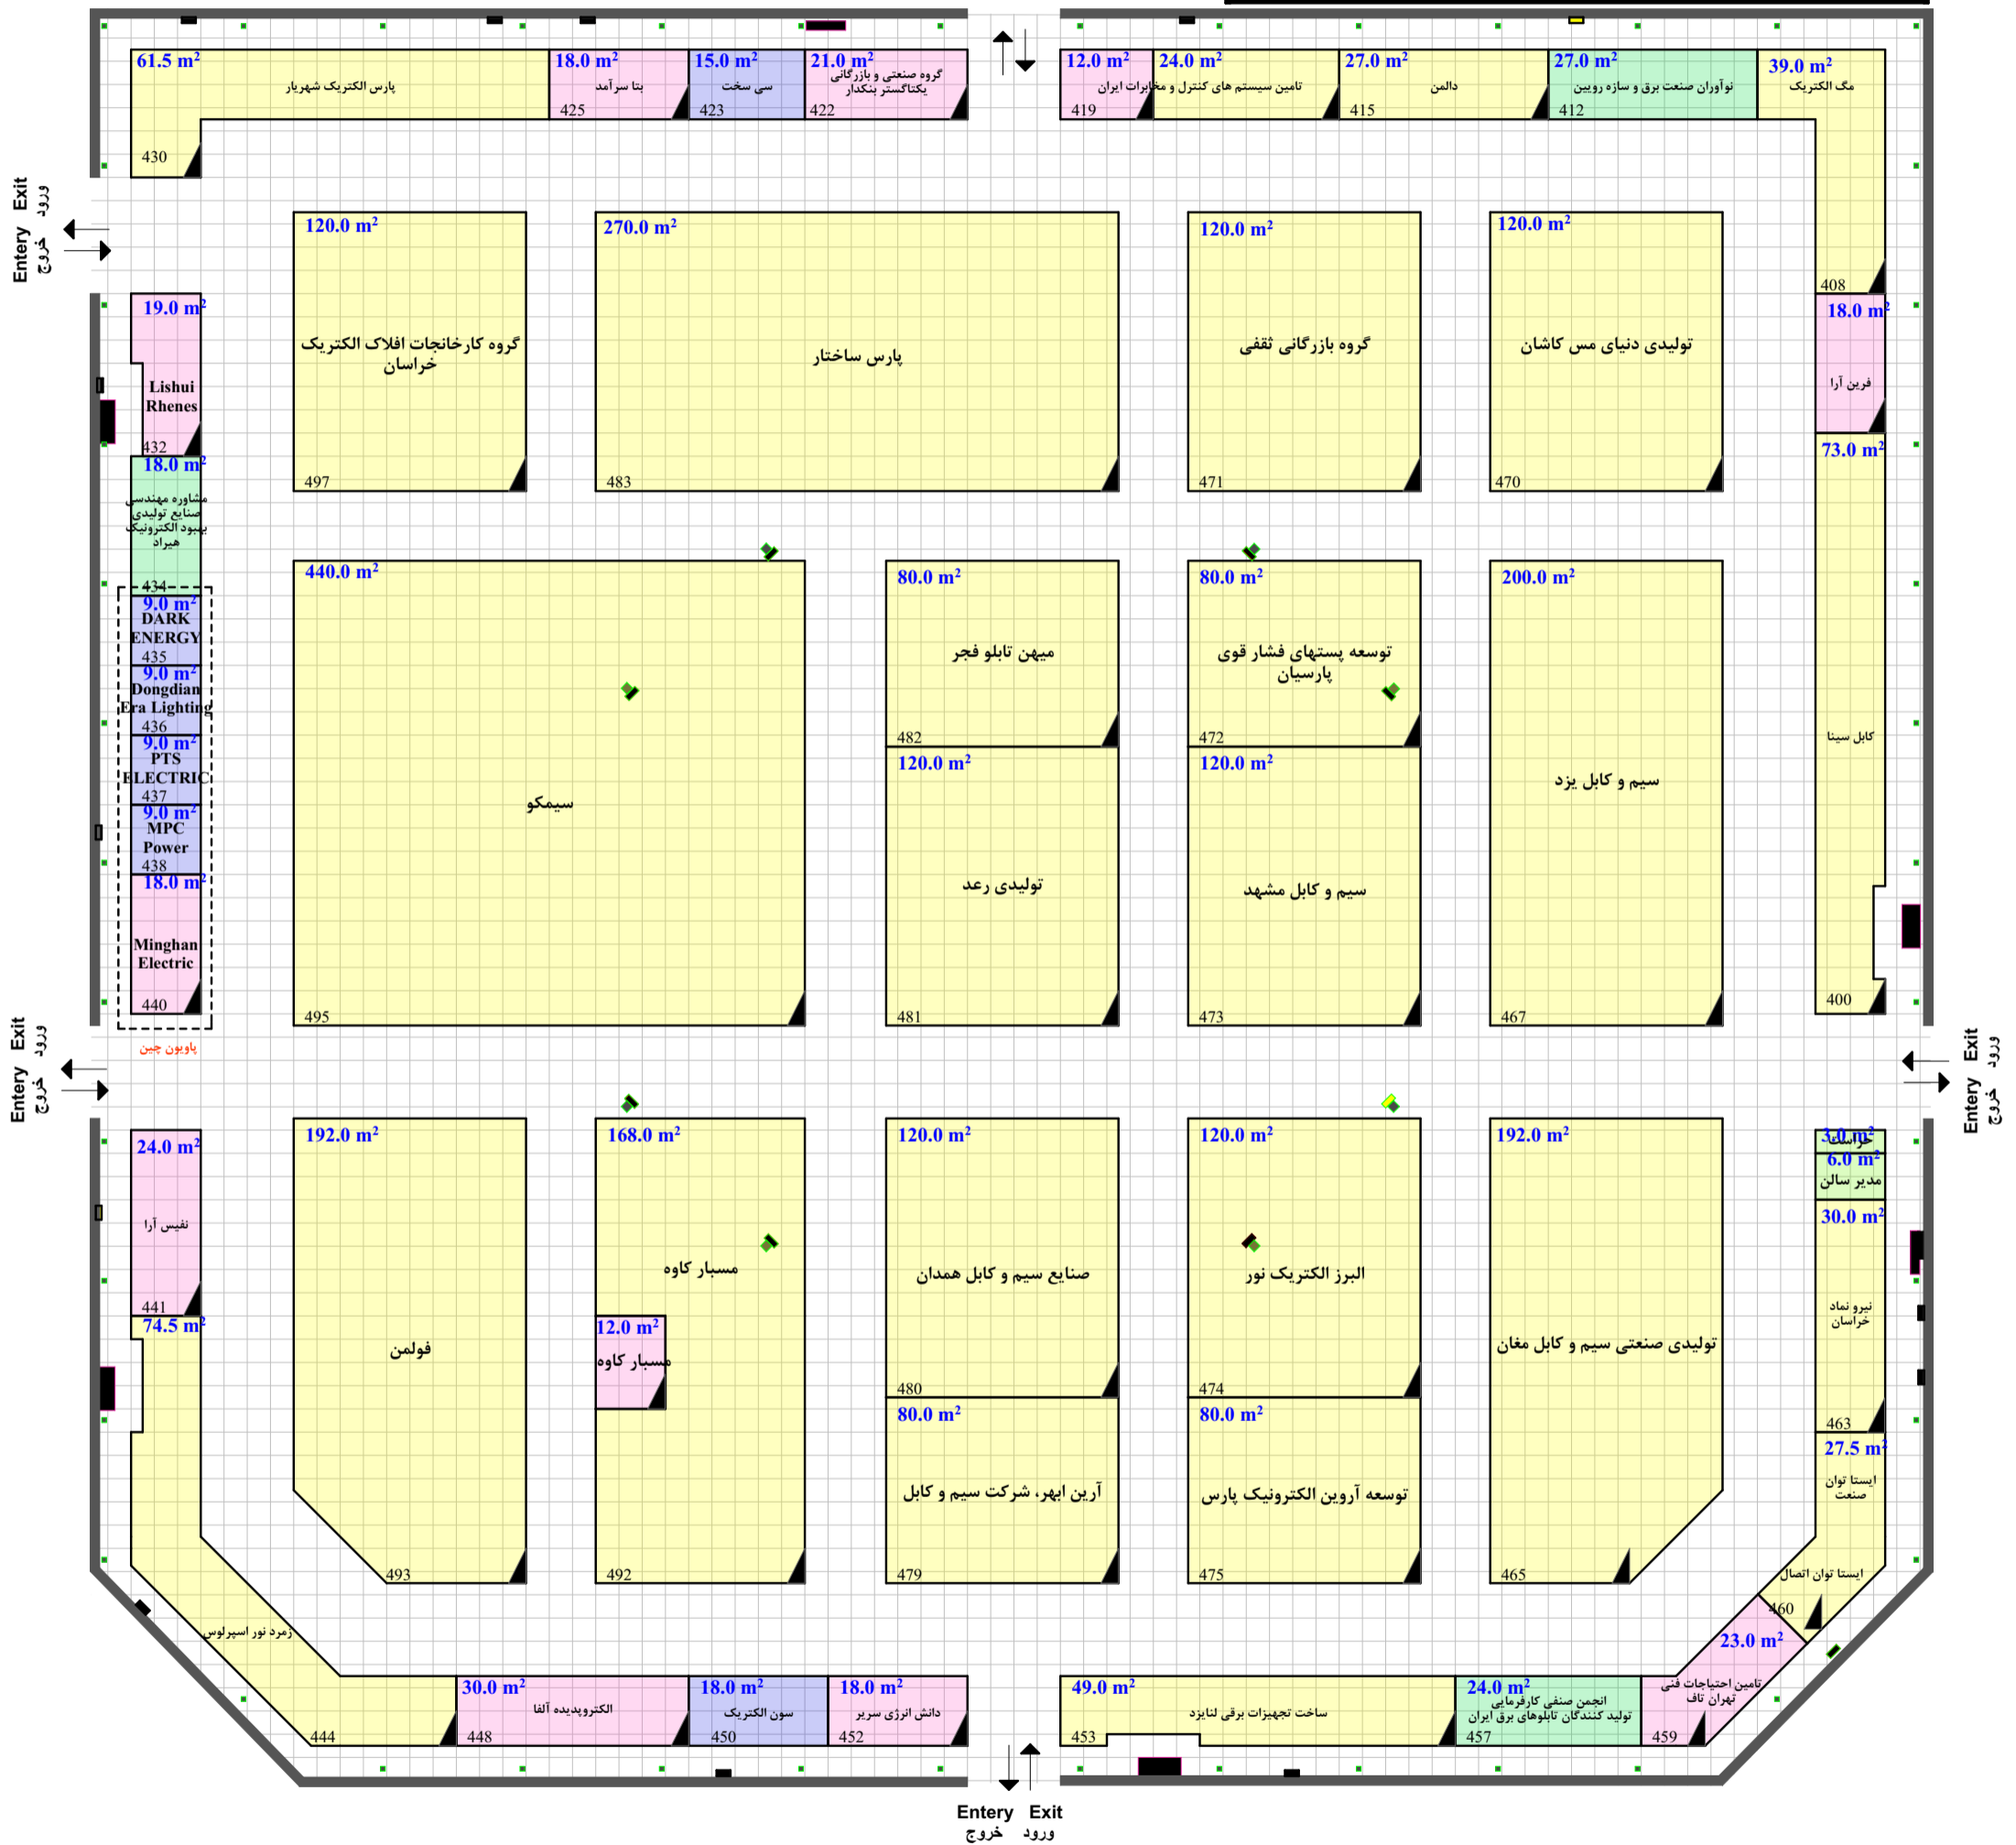 61.5 m²
پارس الکتریک شهریار
430
18.0 m²
بتا سرآمد
425
15.0 m²
سی سخت
423
21.0 m²
گروه صنعتی و بازرگانی
یکتاگستر بنکدار
422
12.0 m²
419
24.0 m²
تامین سیستم های کنترل و مخابرات ایران
27.0 m²
دالمن
415
27.0 m²
نوآوران صنعت برق و سازه رویین
412
39.0 m²
مگ الکتریک
408
Entery Exit
خروج ورود
120.0 m²
گروه کارخانجات افلاک الکتریک
خراسان
497
270.0 m²
پارس ساختار
483
120.0 m²
گروه بازرگانی ثقفی
471
120.0 m²
تولیدی دنیای مس کاشان
470
18.0 m²
فرین آرا
73.0 m²
کابل سینا
400
19.0 m²
Lishui
Rhenes
432
18.0 m²
مشاوره مهندسی
صنایع تولیدی
بهبود الکترونیک
هیراد
434
9.0 m²
DARK
ENERGY
435
9.0 m²
Dongdian
Era Lighting
436
9.0 m²
PTS
ELECTRIC
437
9.0 m²
MPC
Power
438
18.0 m²
Minghan
Electric
440
پاویون چین
440.0 m²
سیمکو
495
80.0 m²
میهن تابلو فجر
482
120.0 m²
تولیدی رعد
481
80.0 m²
توسعه پستهای فشار قوی
پارسیان
472
120.0 m²
سیم و کابل مشهد
473
200.0 m²
سیم و کابل یزد
467
Entery Exit
خروج ورود
Entery Exit
خروج ورود
24.0 m²
نفیس آرا
441
74.5 m²
زمرد نور اسپرلوس
444
192.0 m²
فولمن
493
168.0 m²
مسبار کاوه
12.0 m²
مسبار کاوه
492
120.0 m²
صنایع سیم و کابل همدان
480
80.0 m²
آرین ابهر، شرکت سیم و کابل
479
120.0 m²
البرز الکتریک نور
474
80.0 m²
توسعه آروین الکترونیک پارس
475
192.0 m²
تولیدی صنعتی سیم و کابل مغان
465
3.0 m²
حراست
6.0 m²
مدیر سالن
30.0 m²
نیرو نماد
خراسان
463
27.5 m²
ایستا توان
صنعت
ایستا توان اتصال
460
23.0 m²
تامین احتیاجات فنی
تهران تاف
459
30.0 m²
الکتروپدیده آلفا
448
18.0 m²
سون الکتریک
450
18.0 m²
دانش انرژی سریر
452
49.0 m²
ساخت تجهیزات برقی لنایزد
453
24.0 m²
انجمن صنفی کارفرمایی
تولید کنندگان تابلوهای برق ایران
457
Entery Exit
خروج ورود